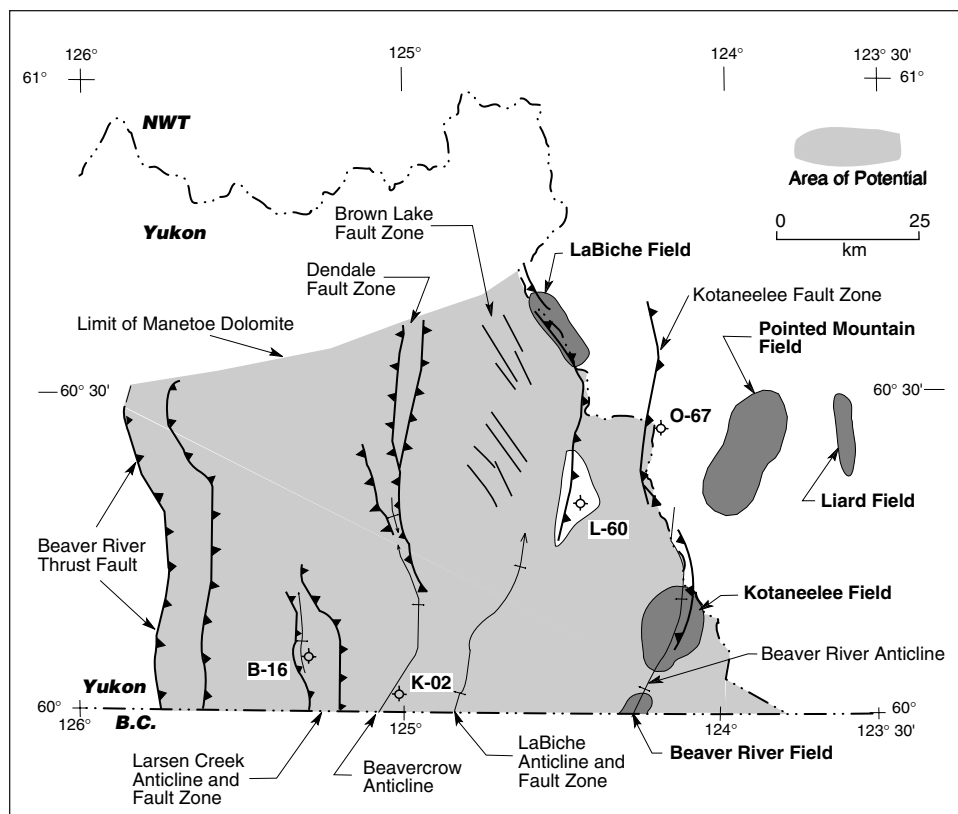 126°
125°
124°
123° 30'
61°
61°
NWT
Area of Potential
Yukon
Brown Lake
Fault Zone
0
25
km
LaBiche Field
Dendale
Fault Zone
Kotaneelee Fault Zone
Limit of Manetoe Dolomite
Pointed Mountain
Field
60° 30'
60° 30'
O-67
Liard Field
L-60
Beaver River
Thrust Fault
Kotaneelee Field
B-16
K-02
Beaver River Anticline
Yukon
B.C.
60°
60°
126°
125°
124°
123° 30'
Larsen Creek
Anticline and
Fault Zone
Beavercrow
Anticline
LaBiche
Anticline and
Fault Zone
Beaver River Field